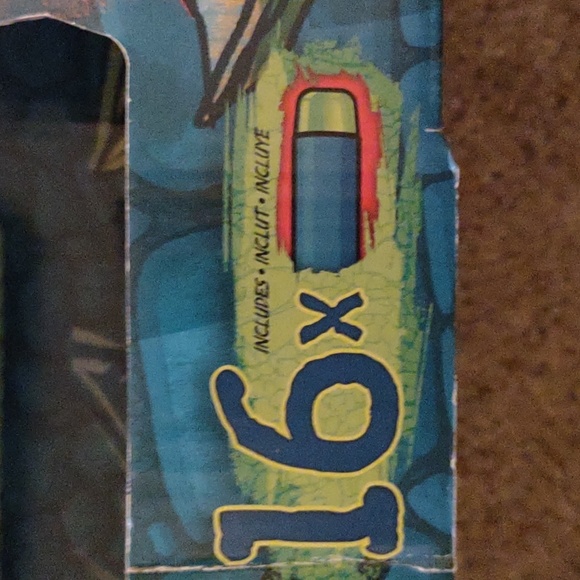 INCLUDES • INCLUT • INCLUYE
16x